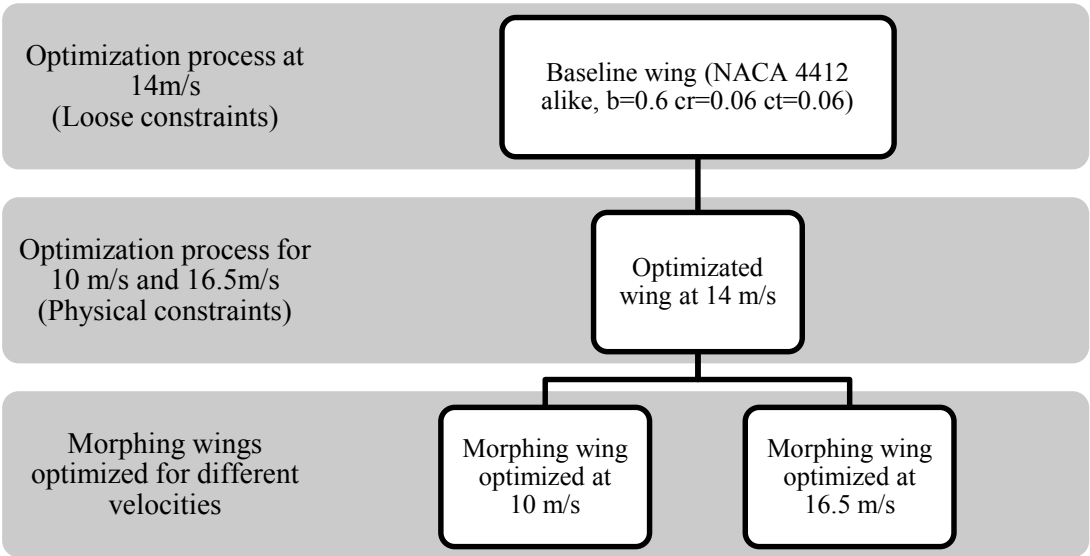 Optimization process at
14m/s
(Loose constraints)
Baseline wing (NACA 4412
alike, b=0.6 cr=0.06 ct=0.06)
Optimization process for
10 m/s and 16.5m/s
(Physical constraints)
Optimizated
wing at 14 m/s
Morphing wings
optimized for different
velocities
Morphing wing
optimized at
10 m/s
Morphing wing
optimized at
16.5 m/s